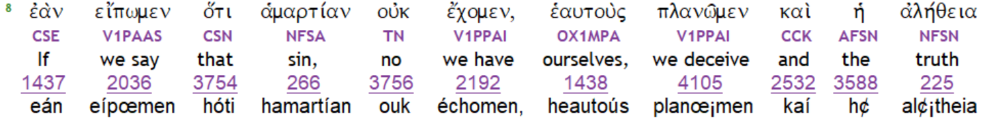 8 ἐὰν εἴπωμεν ὅτι ἁμαρτίαν οὐκ ἔχομεν, ἑαυτοὺς πλανῶμεν καὶ ἡ ἀλήθεια
CSE V1PAAS CSN NFSA TN V1PPAI OX1MPA V1PPAI CCK AFSN NFSN
If we say that sin, no we have ourselves, we deceive and the truth
1437 2036 3754 266 3756 2192 1438 4105 2532 3588 225
eán eípœmen hóti hamartían ouk échomen, heautoús planœ¡men kaí h¢ al¢¡theia